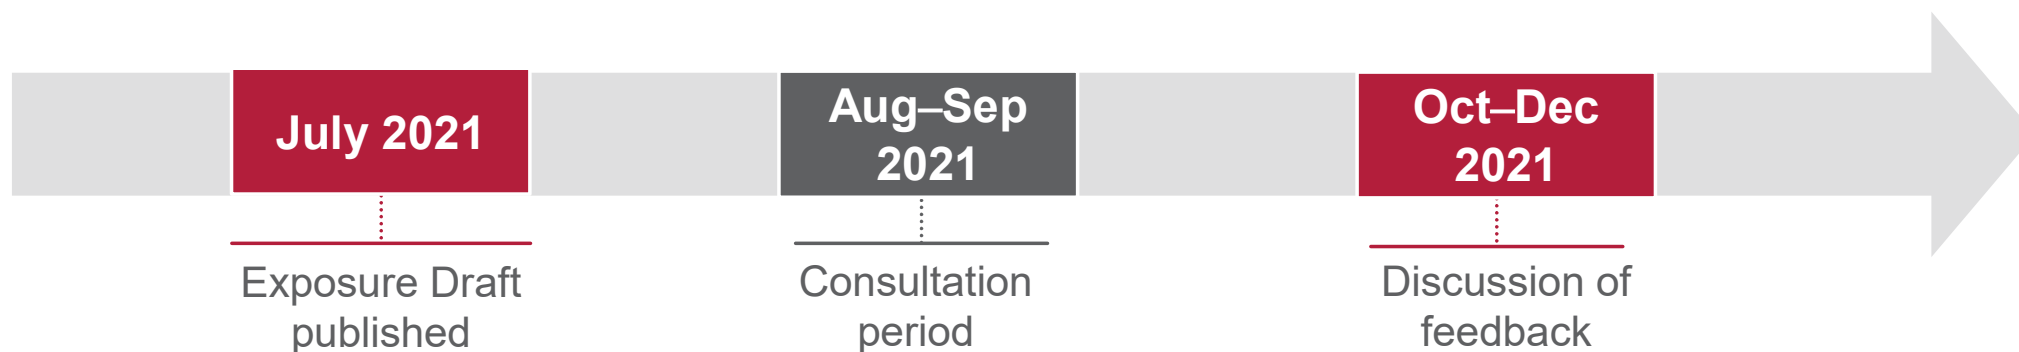 July 2021
Aug–Sep
2021
Oct–Dec
2021
Exposure Draft
published
Consultation
period
Discussion of
feedback